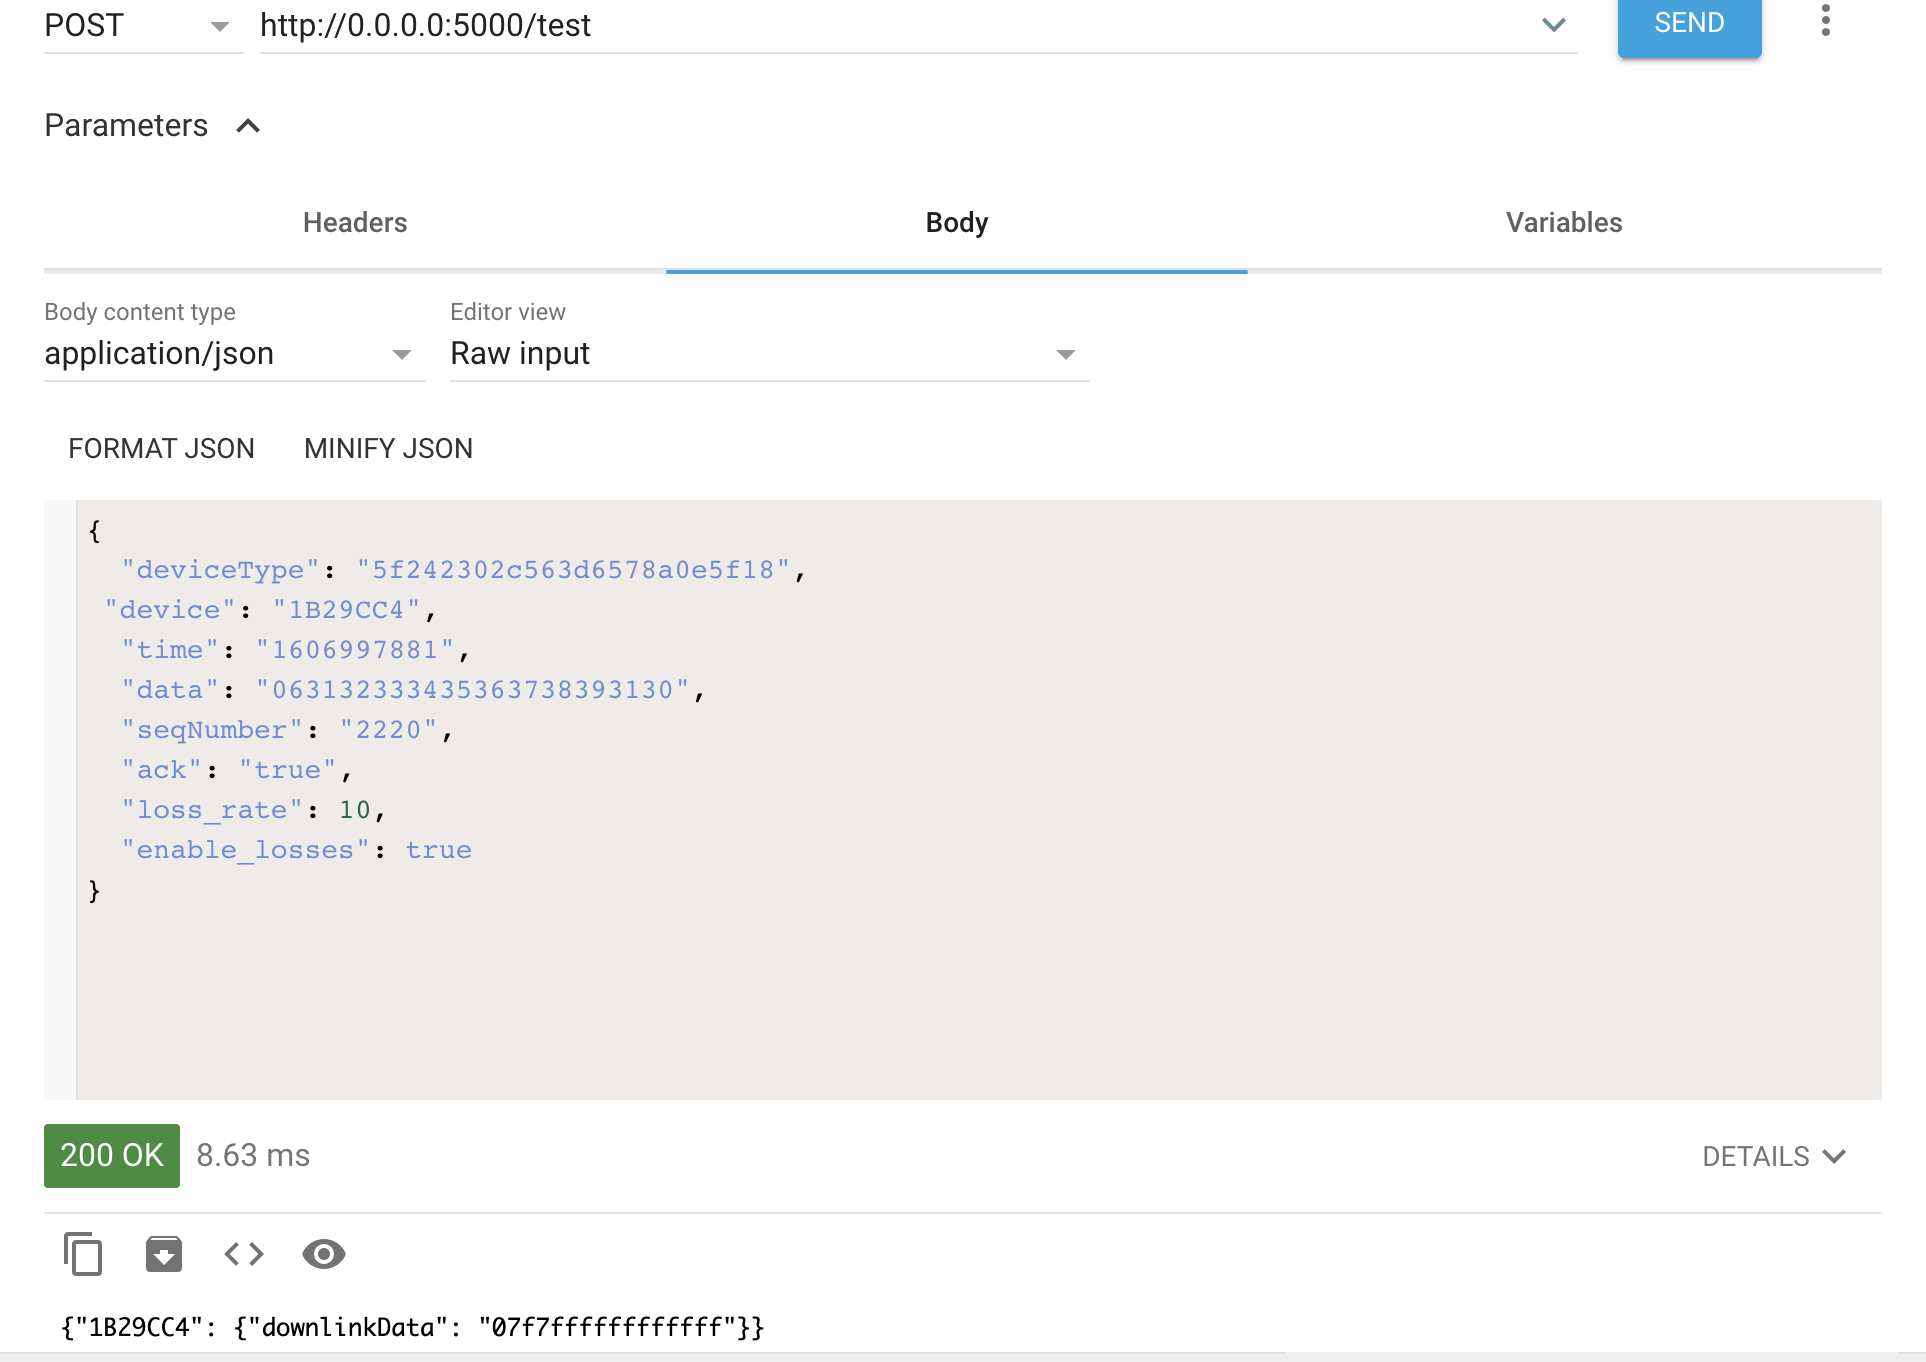 POST http://0.0.0.0:5000/test SEND
Parameters
Headers Body Variables
Body content type Editor view
application/json Raw input
FORMAT JSON MINIFY JSON
{
"deviceType": "5f242302c563d6578a0e5f18",
"device": "1B29CC4",
"time": "1606997881",
"data": "063132333435363738393130",
"seqNumber": "2220",
"ack": "true",
"loss_rate": 10,
"enable_losses": true
}
200 OK 8.63 ms DETAILS
{"1B29CC4": {"downlinkData": "07f7ffffffffffff"}}